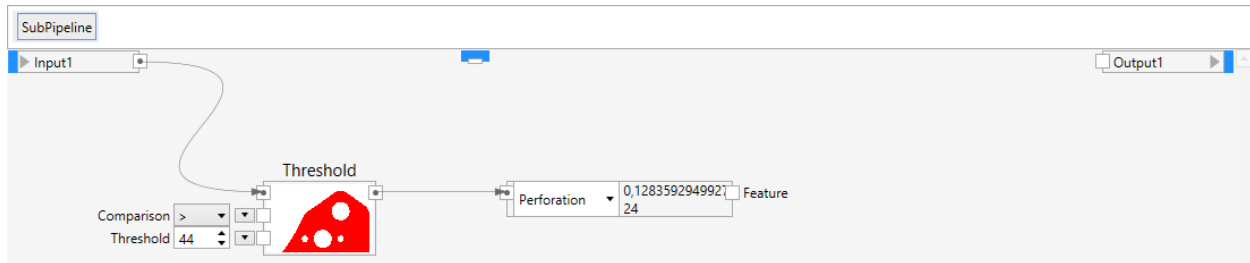 SubPipeline
Input1
Output1
Threshold
Comparison >
Threshold 44
Perforation
0,1283592949927
24
Feature